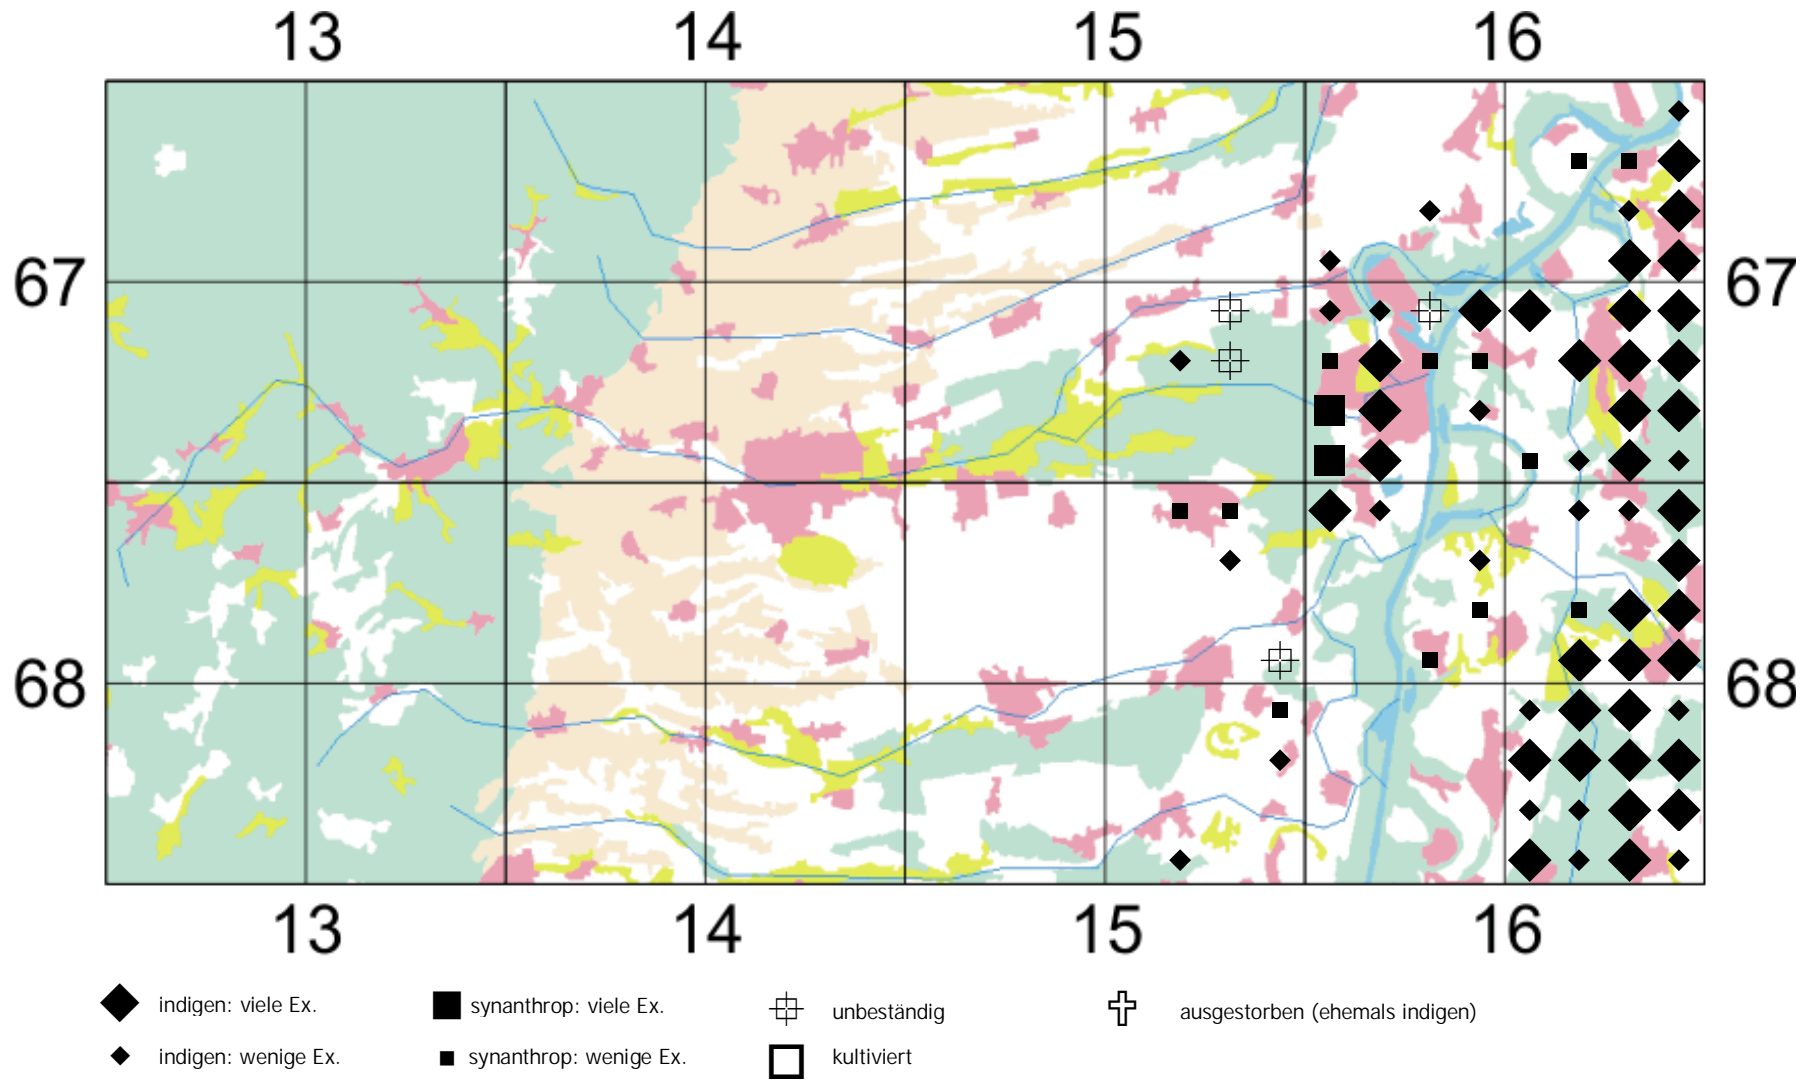 13 14 15 16
67 67
68 68
13 14 15 16
indigen: viele Ex. synanthrop: viele Ex. unbeständig ausgestorben (ehemals indigen)
indigen: wenige Ex. synanthrop: wenige Ex. kultiviert